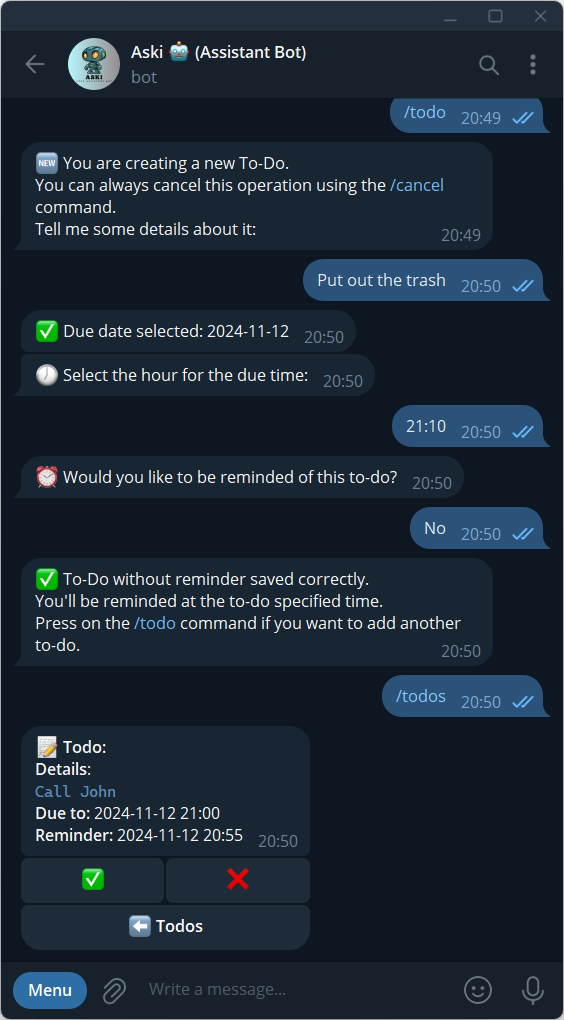 Aski 🤖 (Assistant Bot)
bot
/todo 20:49
🆕 You are creating a new To-Do.
You can always cancel this operation using the /cancel
command.
Tell me some details about it: 20:49
Put out the trash 20:50
✅ Due date selected: 2024-11-12 20:50
🕖 Select the hour for the due time: 20:50
21:10 20:50
⏰ Would you like to be reminded of this to-do? 20:50
No 20:50
✅ To-Do without reminder saved correctly.
You'll be reminded at the to-do specified time.
Press on the /todo command if you want to add another
to-do. 20:50
/todos 20:50
📝 Todo:
Details:
Call John
Due to: 2024-11-12 21:00
Reminder: 2024-11-12 20:55 20:50
✅ ❌
⬅️ Todos
Menu Write a message...